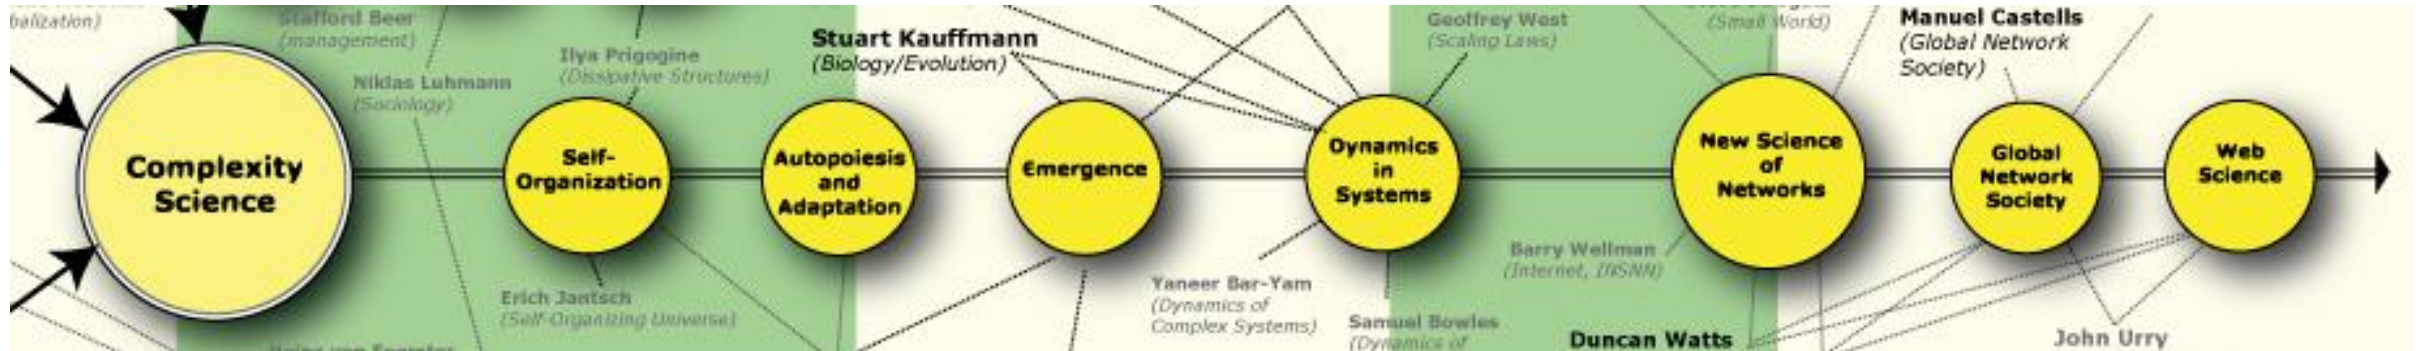 balization)
Stafford Beer
(management)
Niklas Luhmann
(Sociology)
Ilya Prigogine
(Dissipative Structures)
Stuart Kauffmann
(Biology/Evolution)
Geoffrey West
(Scaling Laws)
(Small World)
Manuel Castells
(Global Network
Society)
Complexity
Science
Self-
Organization
Autopoiesis
and
Adaptation
Emergence
Dynamics
in
Systems
New Science
of
Networks
Global
Network
Society
Web
Science
Erich Jantsch
(Self-Organizing Universe)
Yaneer Bar-Yam
(Dynamics of
Complex Systems)
Samuel Bowles
(Dynamics of
Barry Wellman
(Internet, INSNN)
Duncan Watts
John Urry